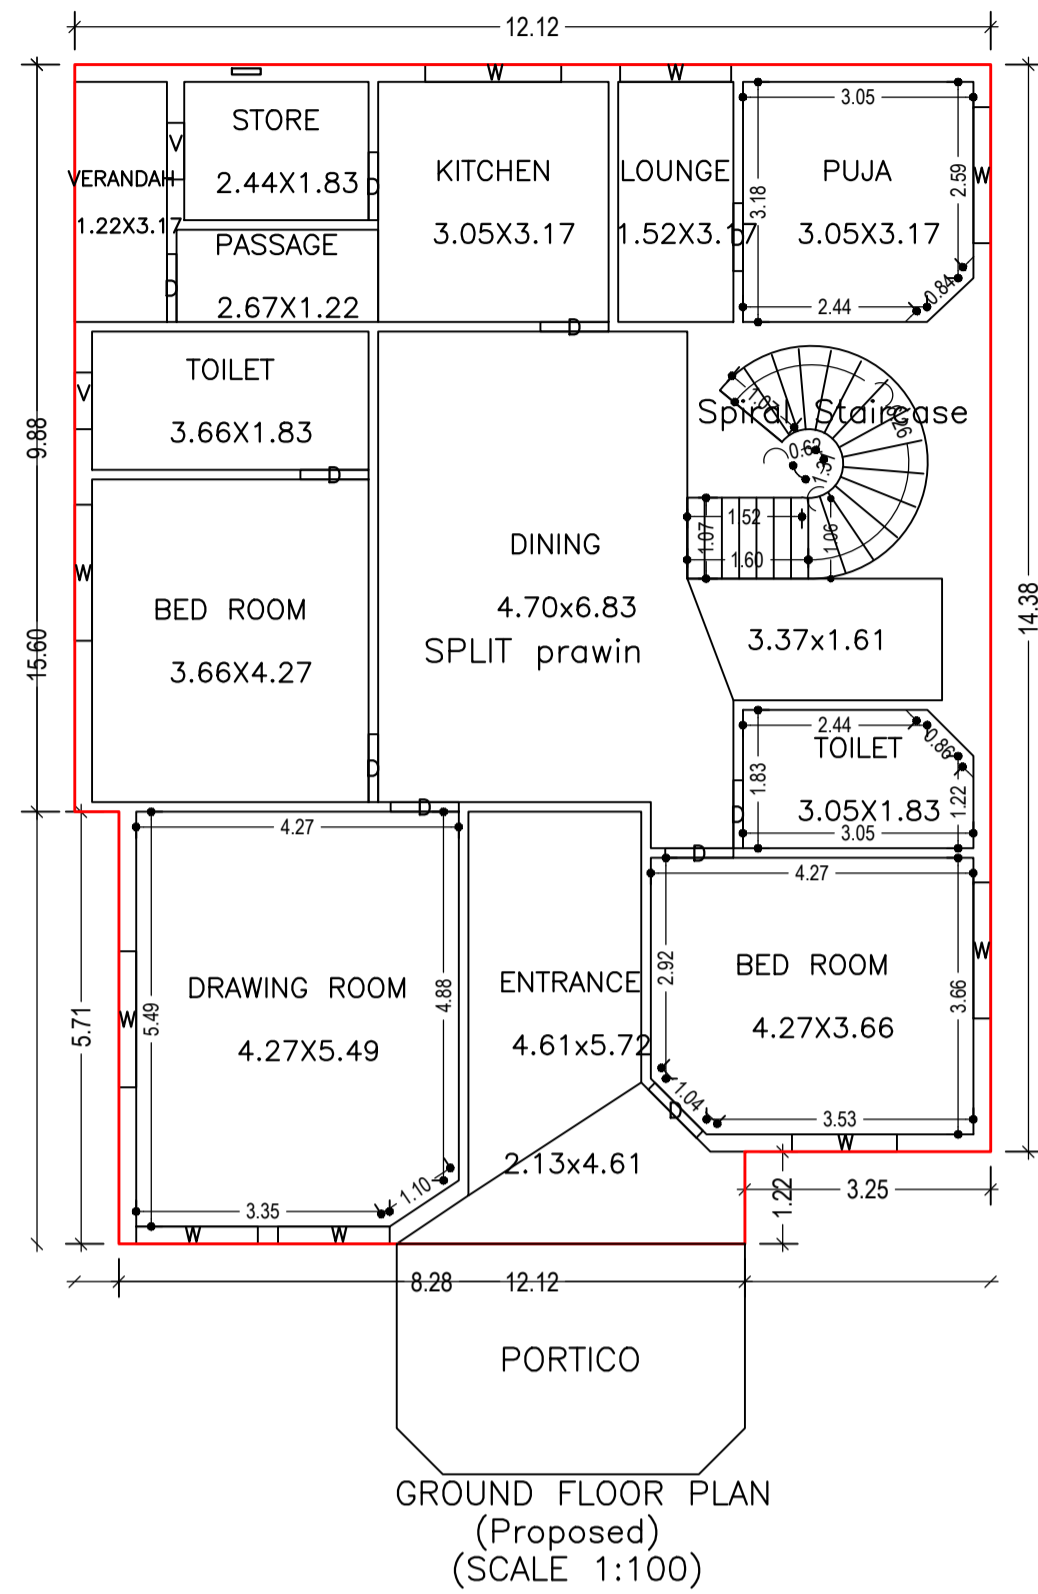 12.12
W W
3.05
STORE
V
2.44X1.83
D
KITCHEN
3.05X3.17
LOUNGE
1.52X3.17
D
PUJA
3.05X3.17
3.18
2.59
W
2.44
0.84
VERANDAH
1.22X3.17
PASSAGE
2.67X1.22
D
D
TOILET
3.66X1.83
V
D
9.88
Spiral Staircase
1.07
0.62
1.37
6.26
1.52
1.07
1.60
1.06
DINING
4.70x6.83
SPLIT prawin
W
BED ROOM
3.66X4.27
15.60
14.38
3.37x1.61
D
D
2.44
0.86
TOILET
1.83
1.22
3.05X1.83
3.05
D
D
4.27
4.27
DRAWING ROOM
4.27X5.49
5.49
4.88
W
5.71
ENTRANCE
4.61x5.72
2.92
BED ROOM
4.27X3.66
3.66
W
1.04
D
3.53
W
2.13x4.61
1.10
3.35
W W
1.22
3.25
8.28 12.12
PORTICO
GROUND FLOOR PLAN
(Proposed)
(SCALE 1:100)